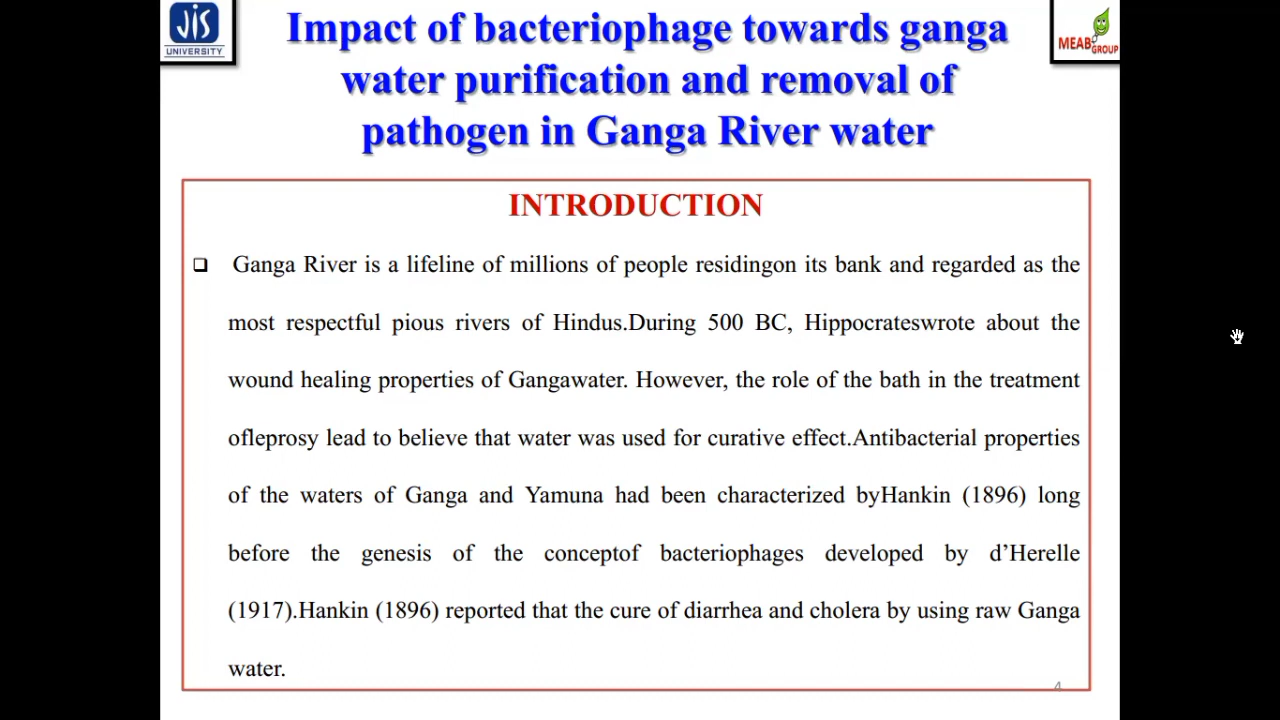 JIS
UNIVERSITY
MEAB
GROUP
Impact of bacteriophage towards ganga
water purification and removal of
pathogen in Ganga River water
INTRODUCTION
Ganga River is a lifeline of millions of people residingon its bank and regarded as the
most respectful pious rivers of Hindus.During 500 BC, Hippocrateswrote about the
wound healing properties of Gangawater. However, the role of the bath in the treatment
ofleprosy lead to believe that water was used for curative effect.Antibacterial properties
of the waters of Ganga and Yamuna had been characterized byHankin (1896) long
before the genesis of the conceptof bacteriophages developed by d’Herelle
(1917).Hankin (1896) reported that the cure of diarrhea and cholera by using raw Ganga
water.
4